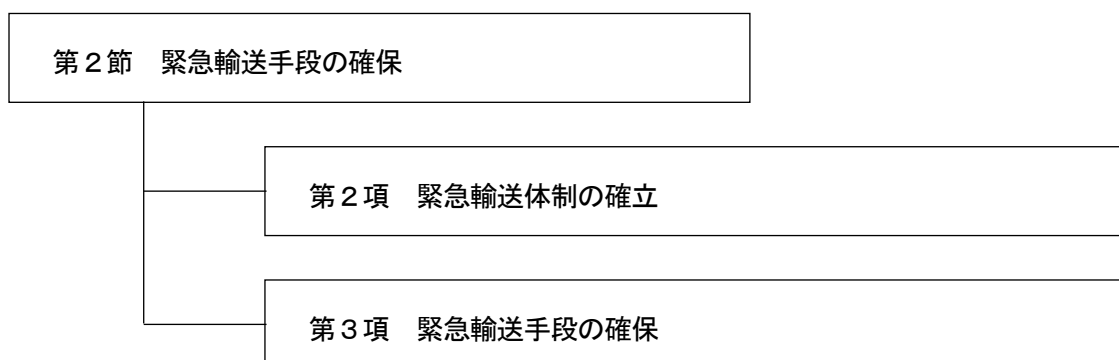 第２節　緊急輸送手段の確保
第２項　緊急輸送体制の確立
第３項　緊急輸送手段の確保